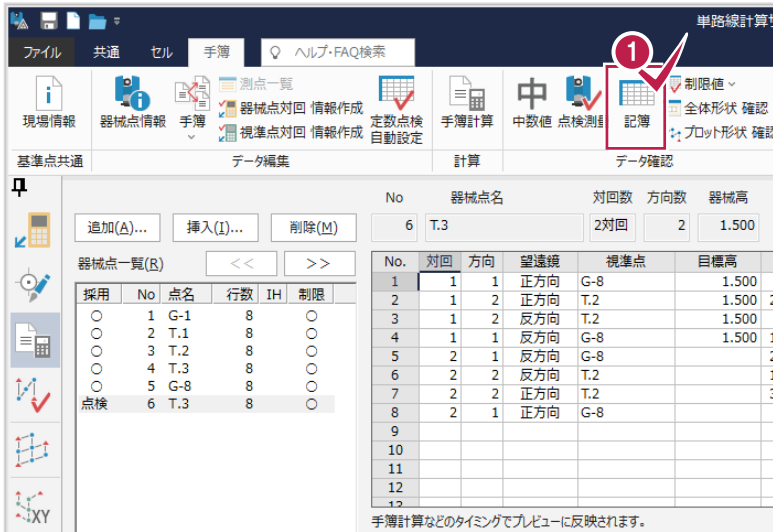 単路線計算
ファイル 共通 セル 手簿 ヘルプ・FAQ検索
1
現場情報 器械点情報 手簿 測点一覧 器械点対回 情報作成 視準点対回 情報作成 定数点検 自動設定 手簿計算 中 中数値 点検測量 記簿 制限値 全体形状 確認 プロット形状 確認
基準点共通 データ編集 計算 データ確認
No 器械点名 対回数 方向数 器械高
追加(A)... 挿入(I)... 削除(M) 6 T.3 2対回 2 1.500
器械点一覧(R) << >>
採用 No 点名 行数 IH 制限
○ 1 G-1 8 ○
○ 2 T.1 8 ○
○ 3 T.2 8 ○
○ 4 T.3 8 ○
○ 5 G-8 8 ○
点検 6 T.3 8 ○
No. 対回 方向 望遠鏡 視準点 目標高
1 1 1 正方向 G-8 1.500
2 1 2 正方向 T.2 1.500
3 1 2 反方向 T.2 1.500
4 1 1 反方向 G-8 1.500
5 2 1 反方向 G-8
6 2 2 反方向 T.2
7 2 2 正方向 T.2
8 2 1 正方向 G-8
9
10
11
12
XY
手簿計算などのタイミングでプレビューに反映されます。